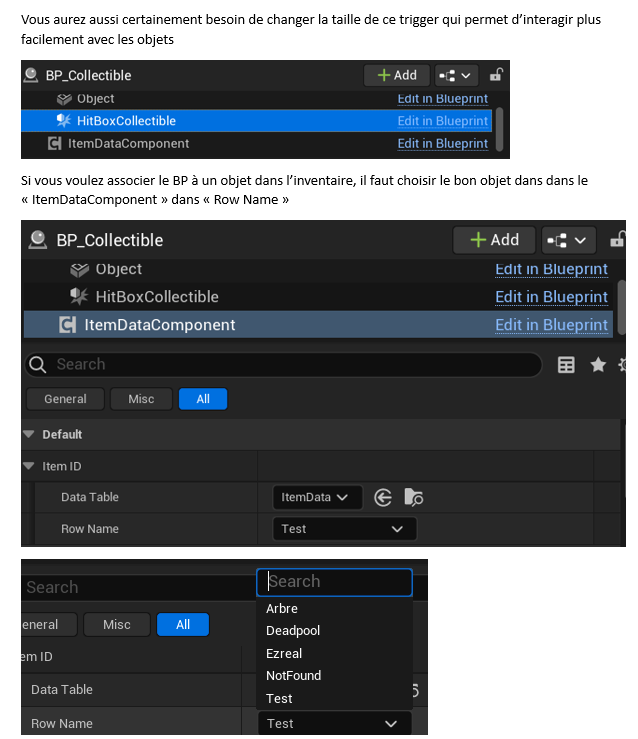 Vous aurez aussi certainement besoin de changer la taille de ce trigger qui permet d'interagir plus
facilement avec les objets
BP_Collectible
Add
Object Edit in Blueprint
HitBoxCollectible Edit in Blueprint
ItemDataComponent Edit in Blueprint
Si vous voulez associer le BP à un objet dans l'inventaire, il faut choisir le bon objet dans dans le
« ItemDataComponent » dans « Row Name »
BP_Collectible
Add
Object Edit in Blueprint
HitBoxCollectible Edit in Blueprint
ItemDataComponent Edit in Blueprint
Search
General Misc All
Default
Item ID
Data Table ItemData
Row Name Test
Search Search
eneral Misc All
Arbre
Deadpool
Ezreal
NotFound
Test
em ID
Data Table
Row Name Test